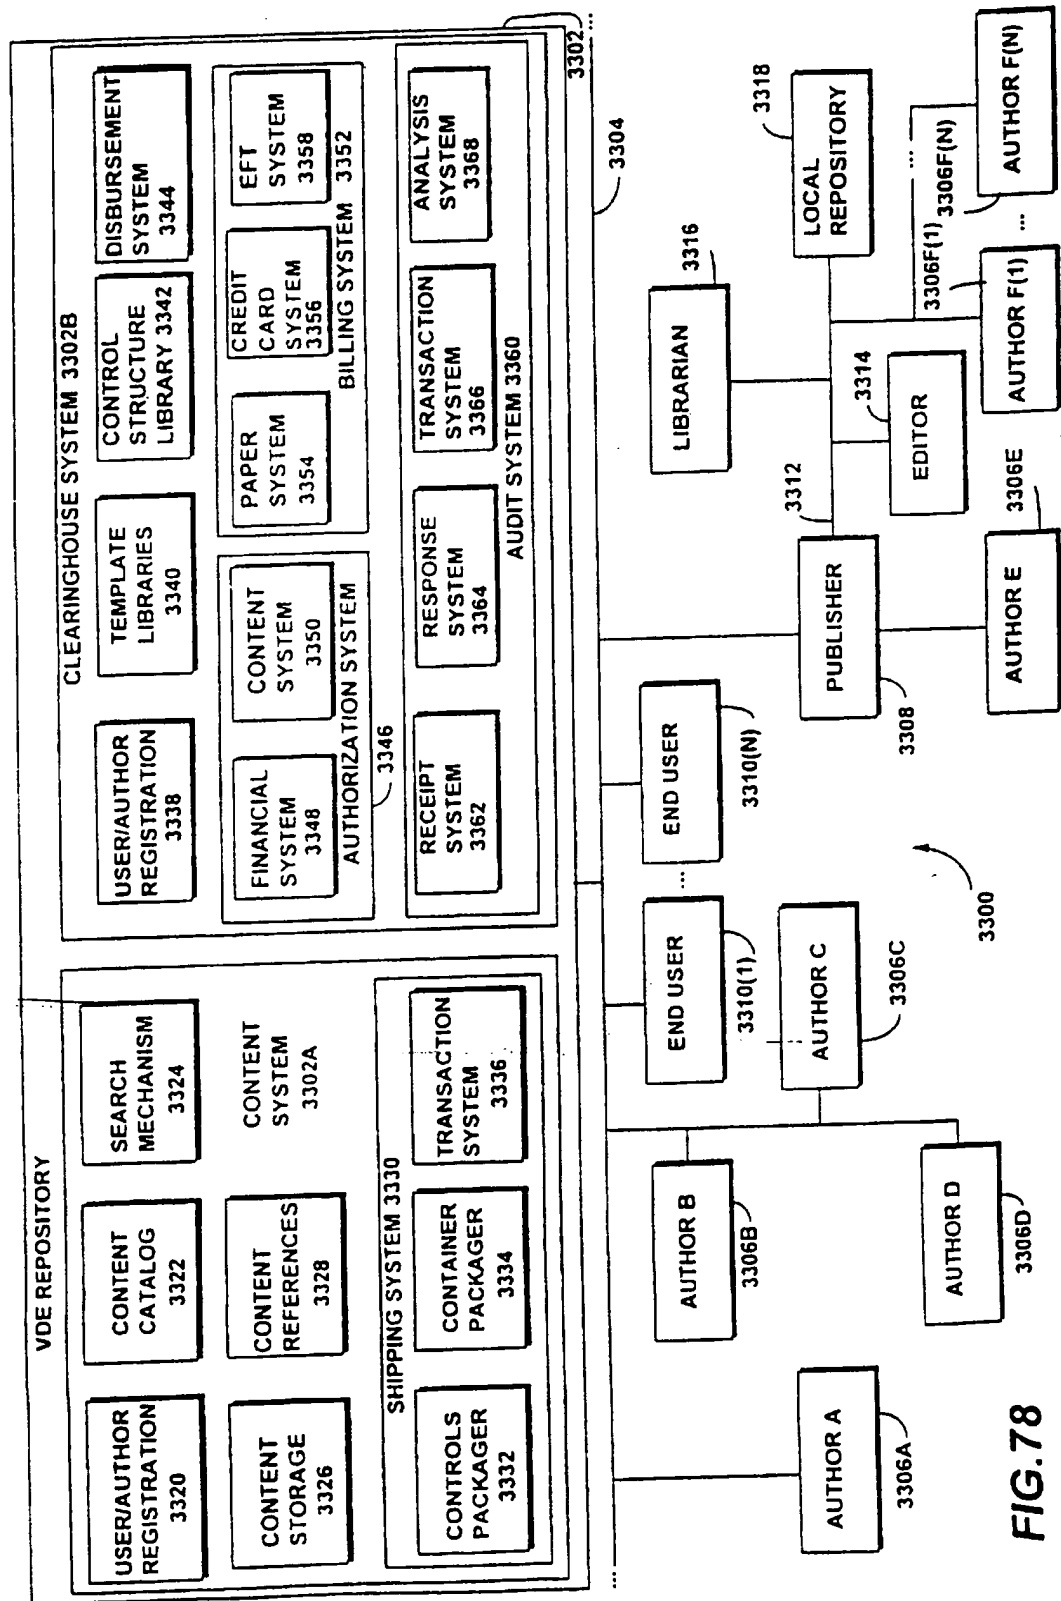 VDE REPOSITORY
USER/AUTHOR
REGISTRATION
3320
CONTENT
CATALOG
3322
SEARCH
MECHANISM
3324
CONTENT
STORAGE
3326
CONTENT
REFERENCES
3328
CONTENT
SYSTEM
3302A
SHIPPING SYSTEM 3330
CONTROLS
PACKAGER
3332
CONTAINER
PACKAGER
3334
TRANSACTION
SYSTEM
3336
CLEARINGHOUSE SYSTEM 3302B
USER/AUTHOR
REGISTRATION
3338
TEMPLATE
LIBRARIES
3340
CONTROL
STRUCTURE
LIBRARY 3342
DISBURSEMENT
SYSTEM
3344
FINANCIAL
SYSTEM
3348
CONTENT
SYSTEM
3350
AUTHORIZATION SYSTEM
3346
PAPER
SYSTEM
3354
CREDIT
CARD
SYSTEM
3356
EFT
SYSTEM
3358
BILLING SYSTEM 3352
RECEIPT
SYSTEM
3362
RESPONSE
SYSTEM
3364
TRANSACTION
SYSTEM
3366
ANALYSIS
SYSTEM
3368
AUDIT SYSTEM 3360
3302
...
...
3304
AUTHOR A
3306A
AUTHOR B
3306B
AUTHOR C
3306C
AUTHOR D
3306D
END USER
3310(1)
...
END USER
3310(N)
3300
PUBLISHER
3308
3312
AUTHOR E
3306E
EDITOR
3314
LIBRARIAN
3316
LOCAL
REPOSITORY
3318
AUTHOR F(1)
3306F(1)
...
...
AUTHOR F(N)
3306F(N)
FIG.78